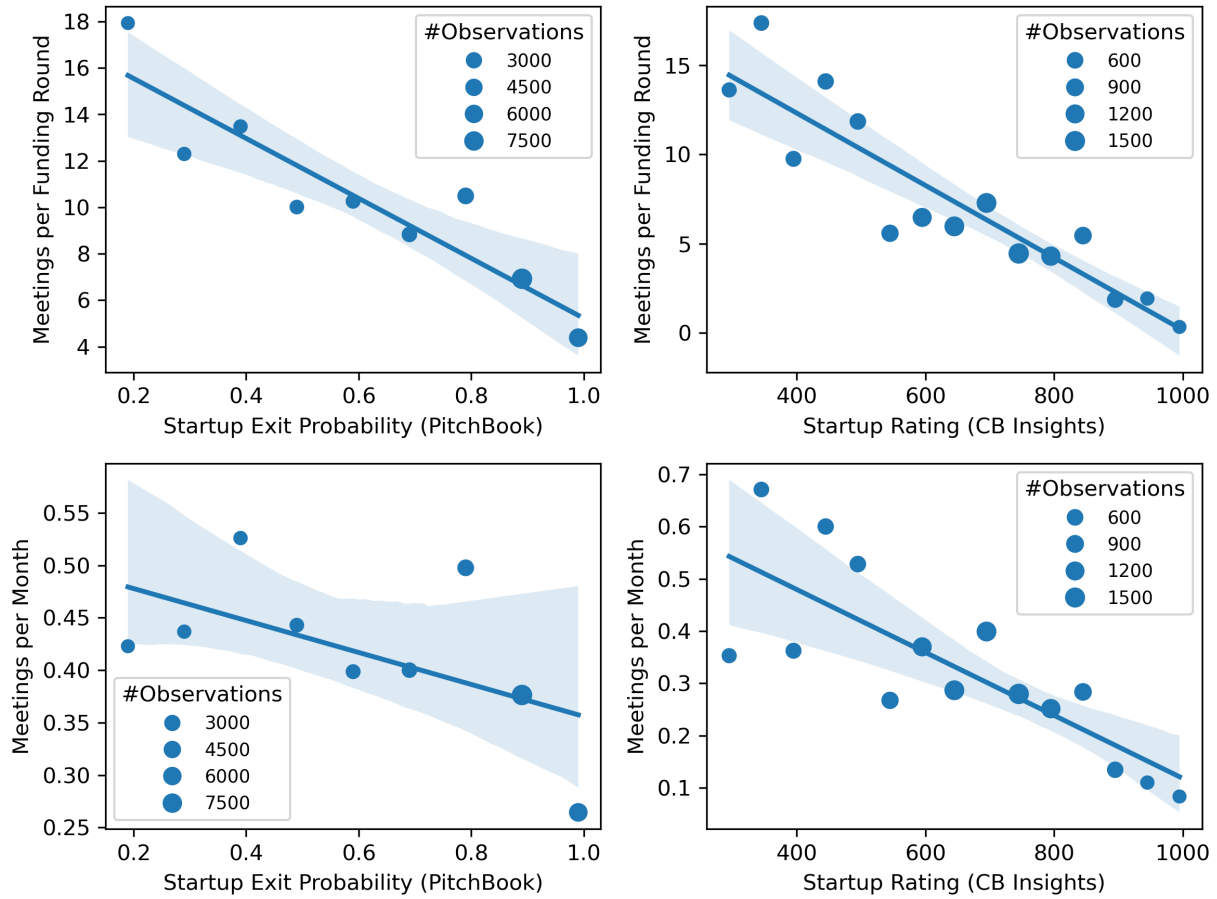 #Observations
3000
4500
6000
7500
18
16
14
12
10
8
6
4
Meetings per Funding Round
0.2 0.4 0.6 0.8 1.0
Startup Exit Probability (PitchBook)
#Observations
600
900
1200
1500
15
10
5
0
Meetings per Funding Round
400 600 800 1000
Startup Rating (CB Insights)
0.55
0.50
0.45
0.40
0.35
0.30
0.25
Meetings per Month
#Observations
3000
4500
6000
7500
0.2 0.4 0.6 0.8 1.0
Startup Exit Probability (PitchBook)
#Observations
600
900
1200
1500
0.7
0.6
0.5
0.4
0.3
0.2
0.1
Meetings per Month
400 600 800 1000
Startup Rating (CB Insights)